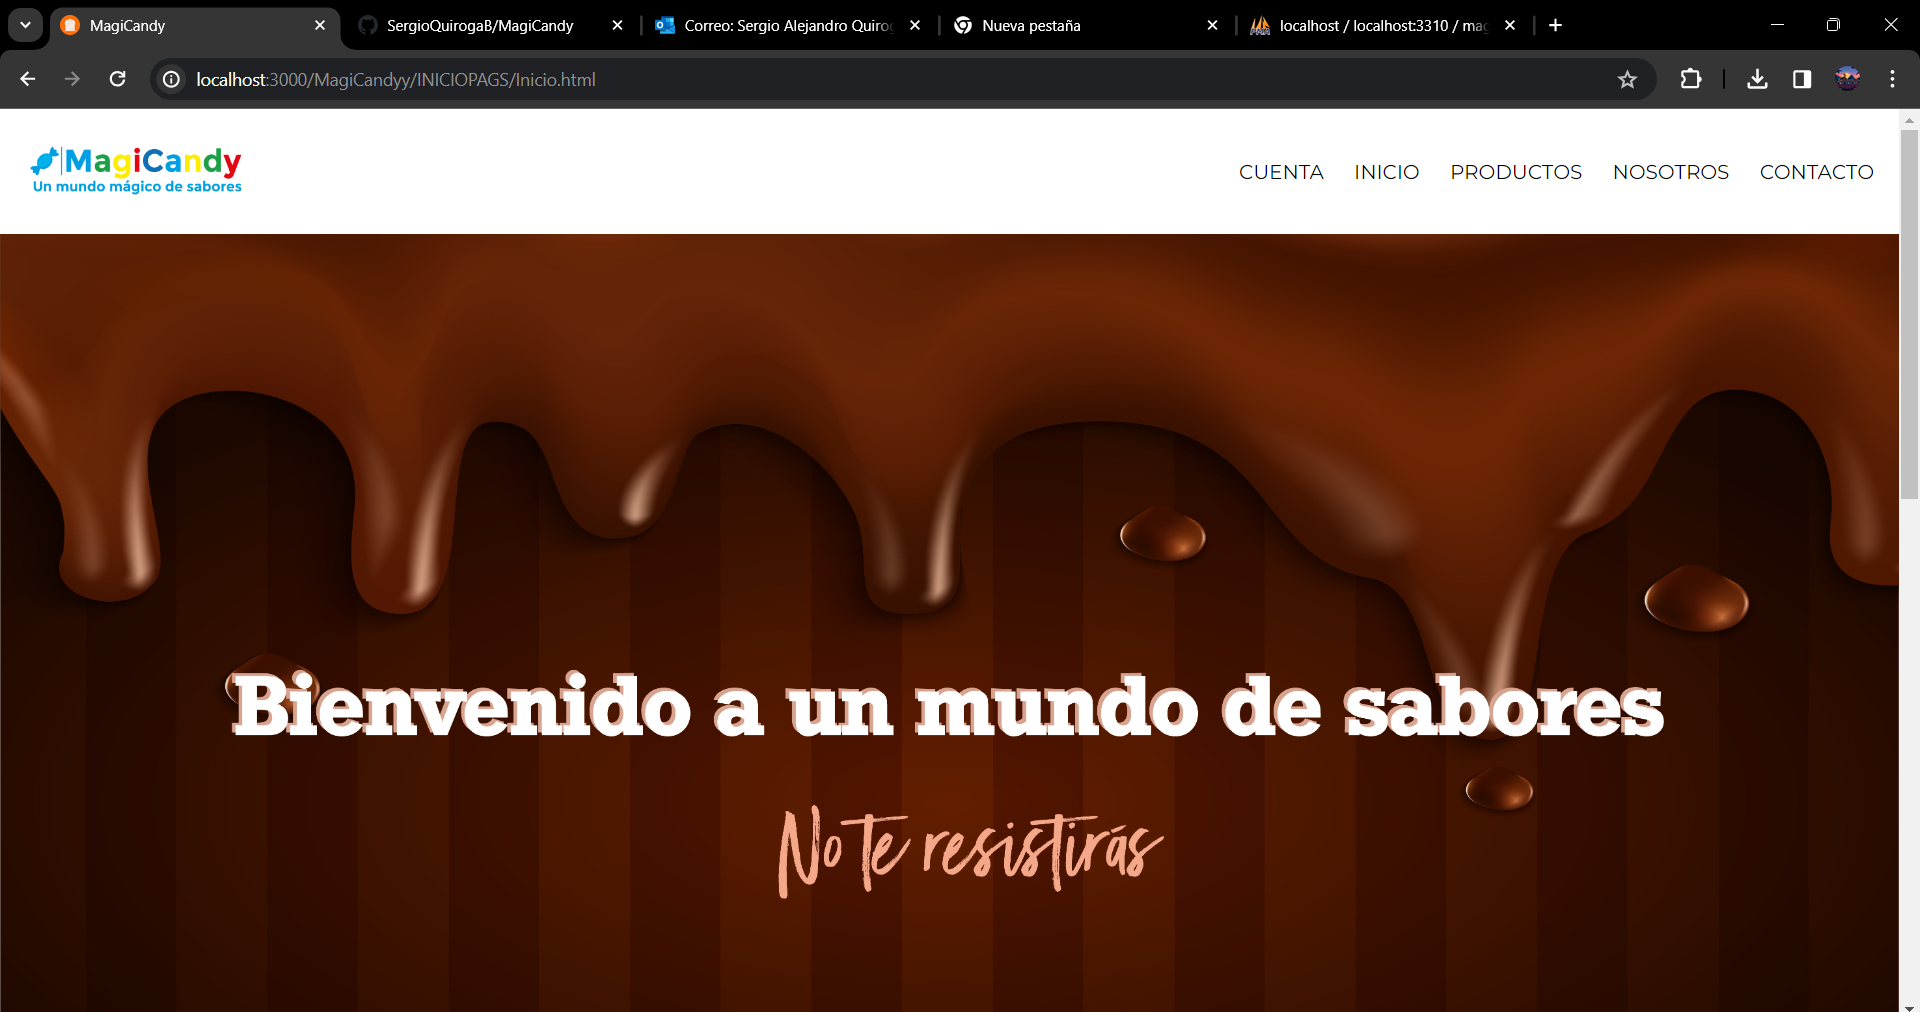 MagiCandy
SergioQuirogaB/MagiCandy
Correo: Sergio Alejandro Quirog
Nueva pestaña
localhost / localhost:3310 / mag
localhost:3000/MagiCandyy/INICIOPAGS/Inicio.html
MagiCandy
Un mundo mágico de sabores
CUENTA INICIO PRODUCTOS NOSOTROS CONTACTO
Bienvenido a un mundo de sabores
No te resistirás